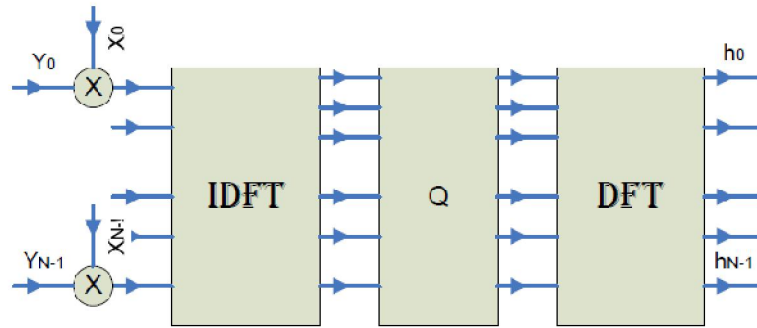 X0
Y0
X
h0
IDFT
Q
DFT
XN-i
YN-1
X
hN-1